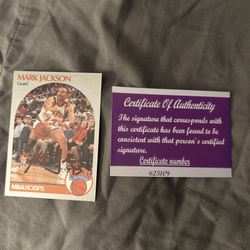 MARK JACKSON
Guard
NBA HOOPS
Certificate Of Authenticity
The signature that corresponds with
this certificate has been found to be
consistent with that person's certified
signature.
Certificate number
623109